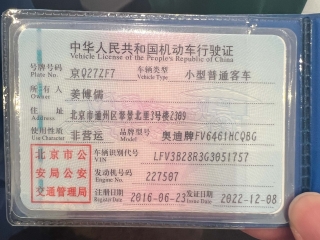 中华人民共和国机动车行驶证
Vehicle License of the People's Republic of China
号牌号码 Plate No. 京Q27ZF7 车辆类型 Vehicle Type 小型普通客车
所有人 Owner 姜博儒
住址 Address 北京市通州区翠景北里2号楼2309
使用性质 Use Character 非营运 品牌型号 Model 奥迪牌FV6461HCQBG
北京市公安局公安交通管理局
车辆识别代号 VIN LFV3B28R3G3051757
发动机号码 Engine No. 227507
注册日期 Register Date 2016-06-23 发证日期 Issue Date 2022-12-08